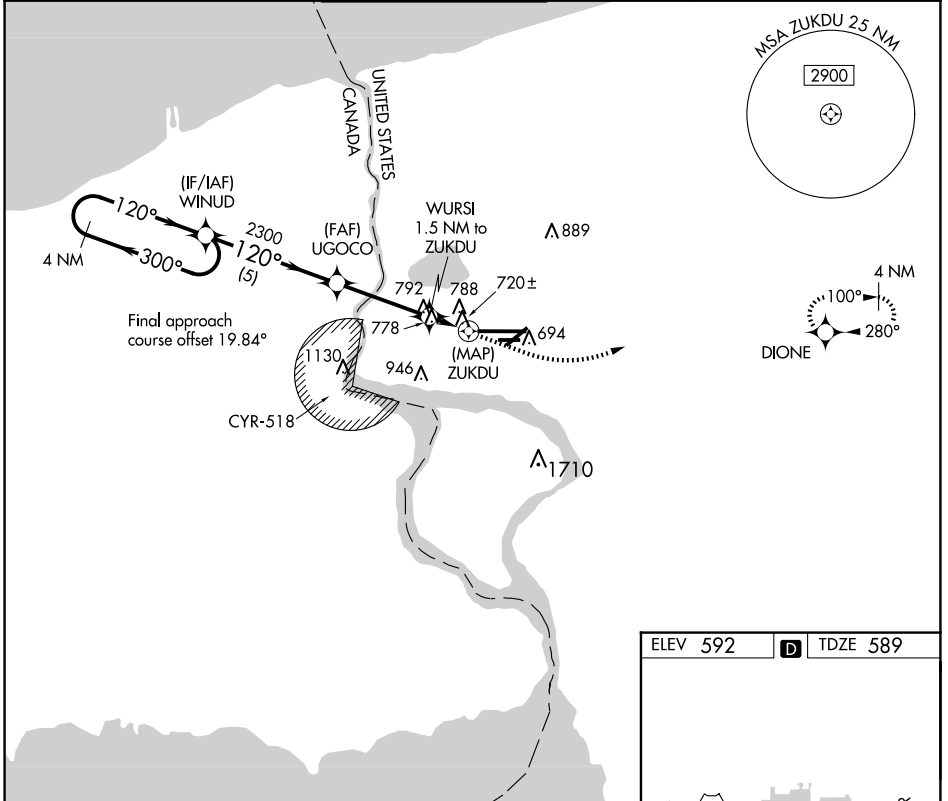 MSA ZUKDU 25 NM
2900
UNITED STATES
CANADA
(IF/IAF)
WINUD
120°
300°
4 NM
2300
120°
(5)
(FAF)
UGOCO
WURSI
1.5 NM to
ZUKDU
889
792
788
720±
778
694
(MAP)
ZUKDU
Final approach
course offset 19.84°
1130
946
CYR-518
4 NM
100°
280°
DIONE
1710
ELEV 592
D
TDZE 589